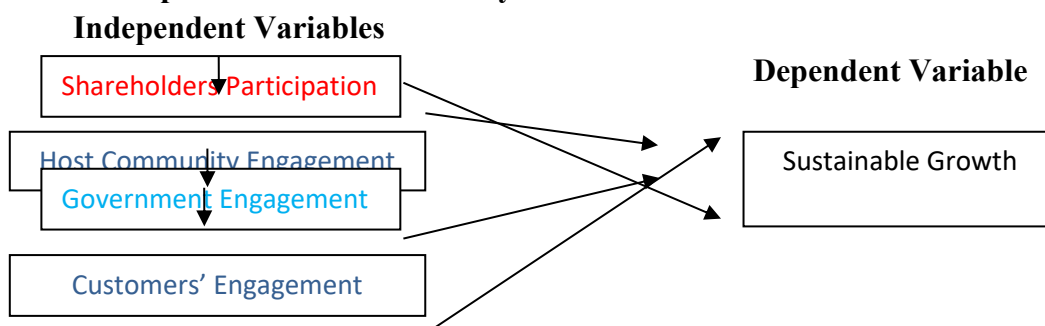 Independent Variables
Shareholders Participation
Dependent Variable
Host Community Engagement
Sustainable Growth
Government Engagement
Customers’ Engagement